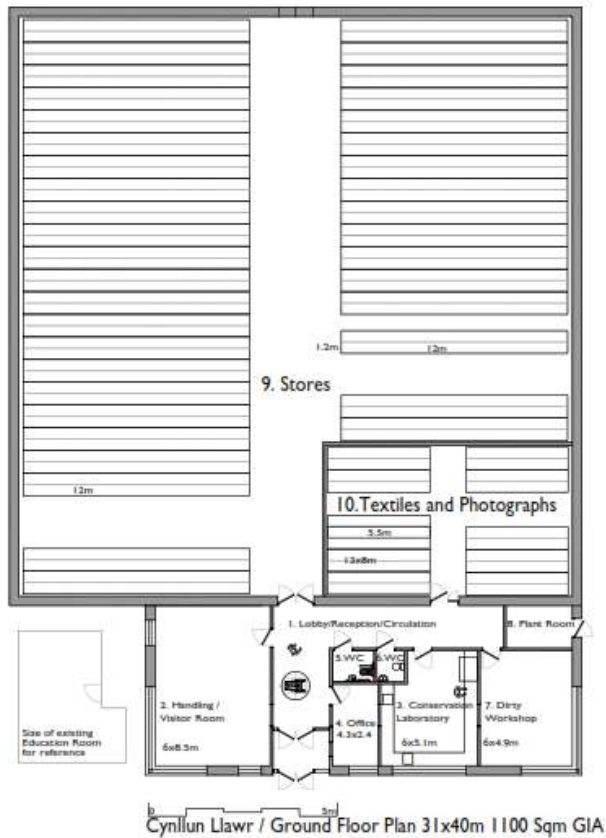 1.2m
12m
9. Stores
12m
10.Textiles and Photographs
5.5m
13x8m
1. Lobby/Reception/Circulation
8. Plant Room
5.WC
6.WC
2. Handling /
Visitor Room
6x8.5m
4. Office
4.3x2.4
3. Conservation
Laboratory
6x5.1m
7. Dirty
Workshop
6x4.9m
Size of existing
Education Room
for reference
0
5m
Cynllun Llawr / Ground Floor Plan 31x40m 1100 Sqm GIA